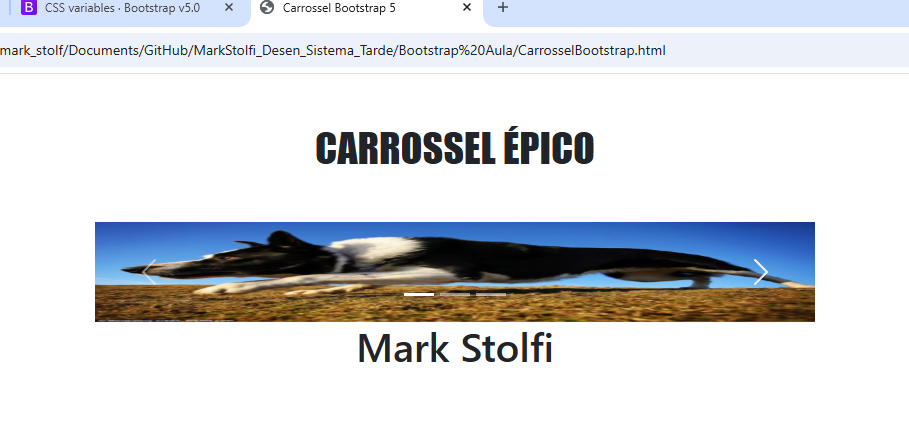 CSS variables · Bootstrap v5.0
Carrossel Bootstrap 5
mark_stolf/Documents/GitHub/MarkStolfi_Desen_Sistema_Tarde/Bootstrap%20Aula/CarrosselBootstrap.html
CARROSSEL ÉPICO
Mark Stolfi